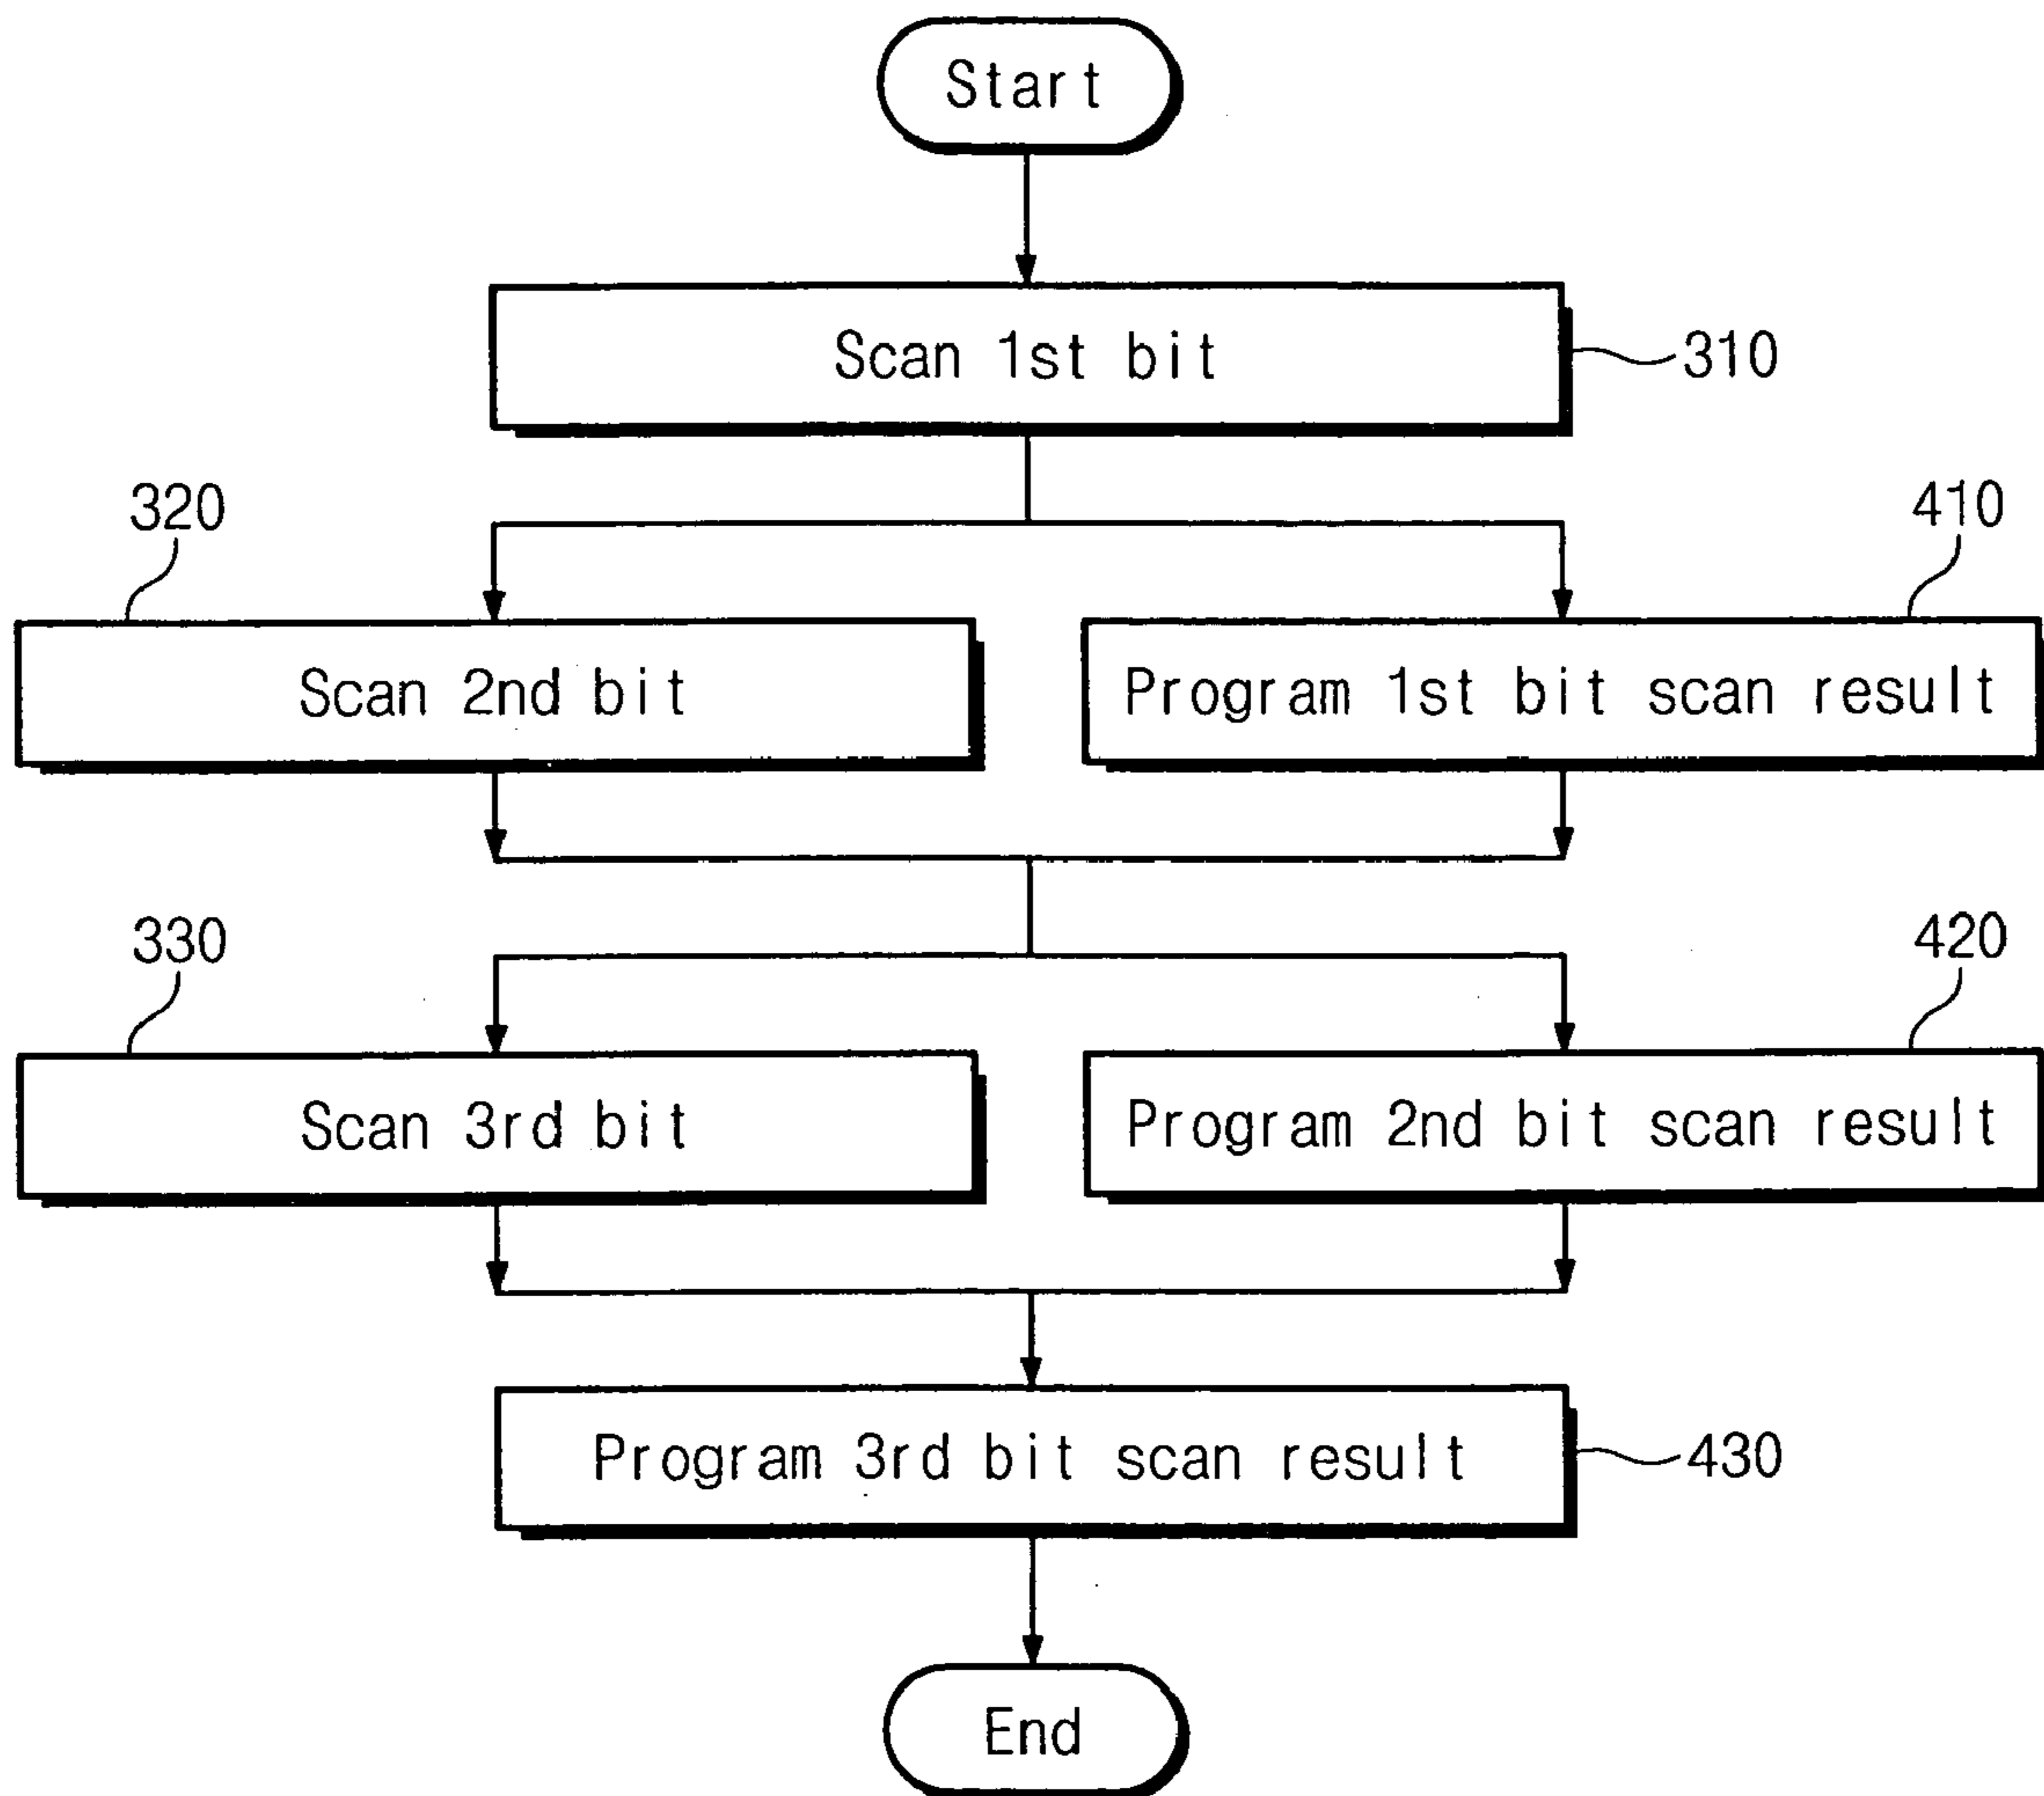 Start
Scan 1st bit
310
320
410
Scan 2nd bit
Program 1st bit scan result
330
420
Scan 3rd bit
Program 2nd bit scan result
Program 3rd bit scan result
430
End